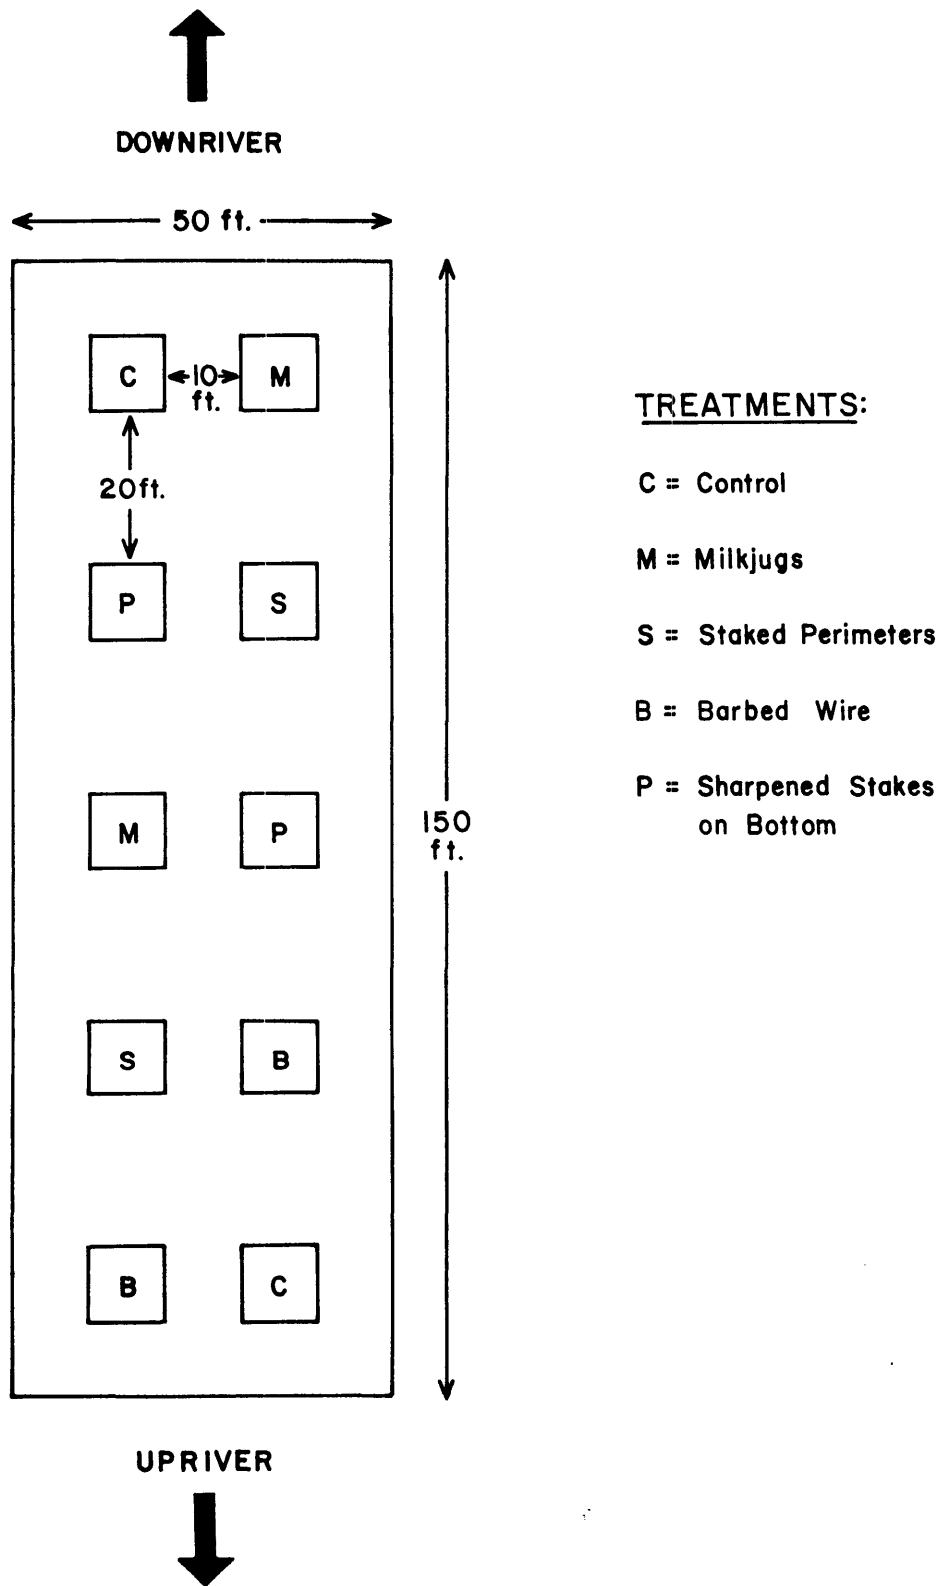 DOWNRIVER
50 ft.
C
10
ft.
M
20ft.
P
S
M
P
150
ft.
S
B
B
C
UPRIVER
TREATMENTS:
C = Control
M = Milkjugs
S = Staked Perimeters
B = Barbed Wire
P = Sharpened Stakes
on Bottom